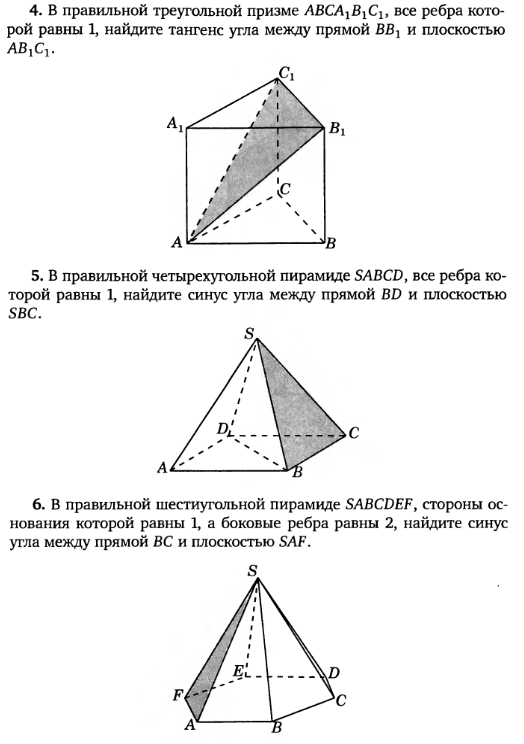 4. В правильной треугольной призме ABCA₁B₁C₁, все ребра кото-
рой равны 1, найдите тангенс угла между прямой BB₁ и плоскостью
AB₁C₁.
C₁
A₁
B₁
C
A
B
5. В правильной четырехугольной пирамиде SABCD, все ребра ко-
торой равны 1, найдите синус угла между прямой BD и плоскостью
SBC.
S
D
C
A
B
6. В правильной шестиугольной пирамиде SABCDEF, стороны ос-
нования которой равны 1, а боковые ребра равны 2, найдите синус
угла между прямой BC и плоскостью SAF.
S
E
D
F
C
A
B